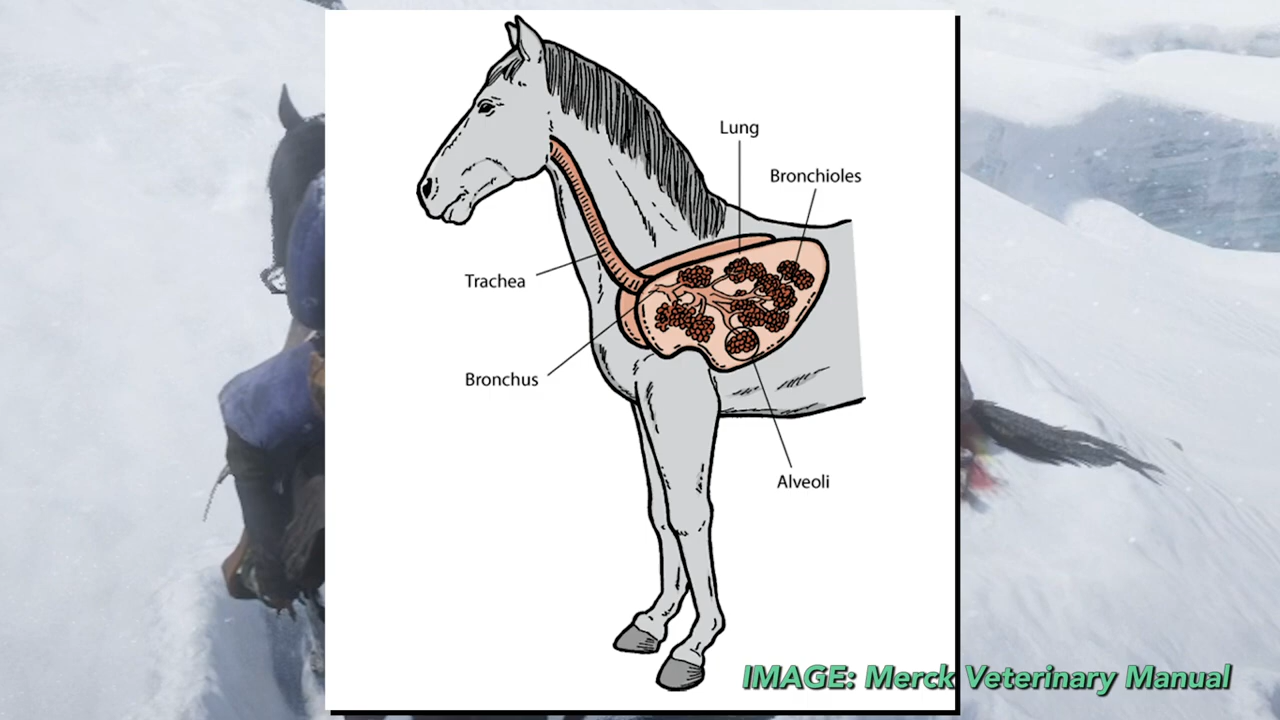 Lung
Bronchioles
Trachea
Bronchus
Alveoli
IMAGE: Merck Veterinary Manual